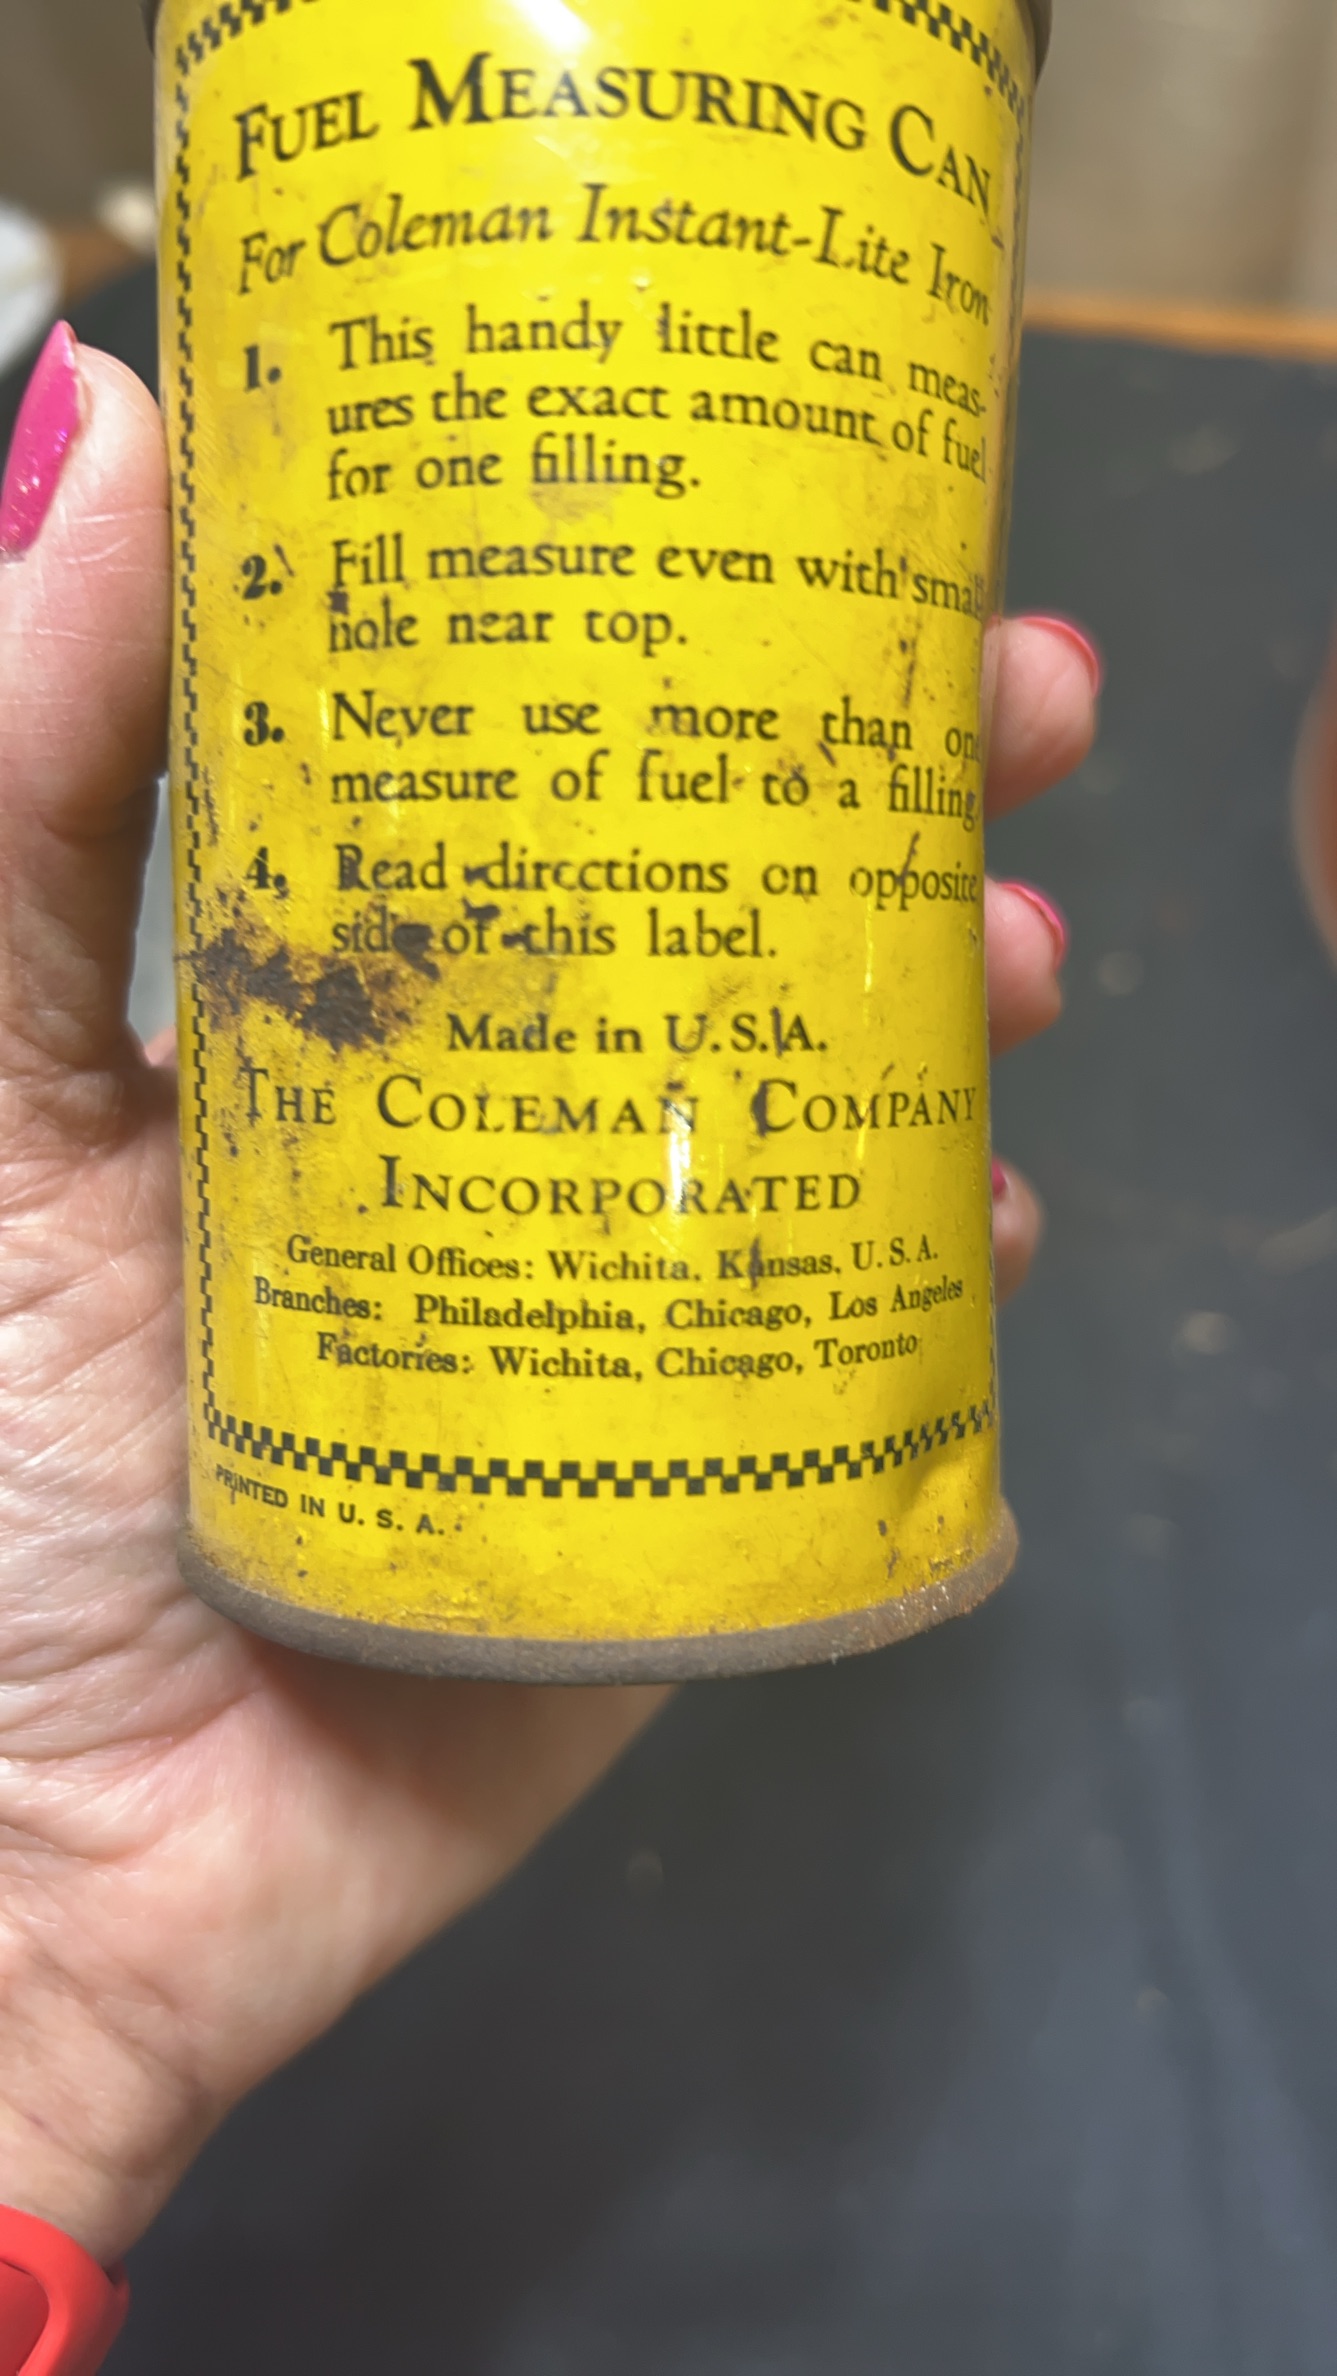 FUEL MEASURING CAN
For Coleman Instant-Lite Iron
1. This handy little can meas-
ures the exact amount of fuel
for one filling.
2. Fill measure even with small
hole near top.
3. Never use more than one
measure of fuel to a filling.
4. Read directions on opposite
side of this label.
Made in U.S.A.
THE COLEMAN COMPANY
INCORPORATED
General Offices: Wichita, Kansas, U.S.A.
Branches: Philadelphia, Chicago, Los Angeles
Factories: Wichita, Chicago, Toronto
PRINTED IN U. S. A.